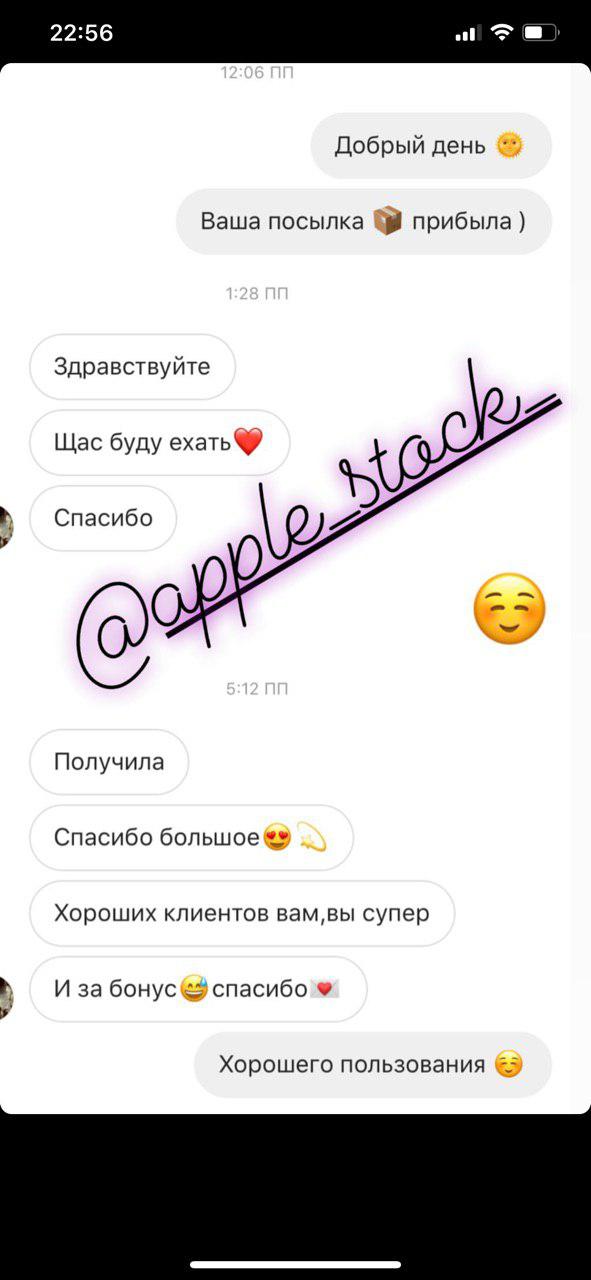 22:56
12:06 ПП
Добрый день 🌞
Ваша посылка 📦 прибыла )
1:28 ПП
Здравствуйте
Щас буду ехать❤️
Спасибо
@apple_stock_
☺️
5:12 ПП
Получила
Спасибо большое😍💫
Хороших клиентов вам,вы супер
И за бонус😅спасибо💌
Хорошего пользования ☺️